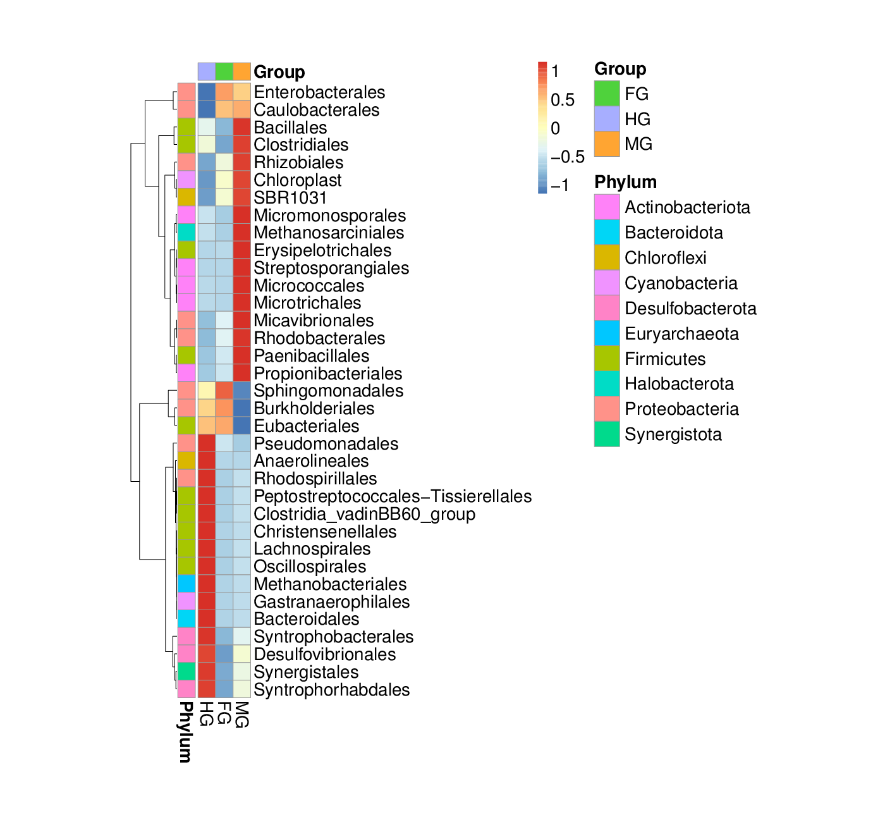 Group
Enterobacterales
Caulobacterales
Bacillales
Clostridiales
Rhizobiales
Chloroplast
SBR1031
Micromonosporales
Methanosarciniales
Erysipelotrichales
Streptosporangiales
Micrococcales
Microtrichales
Micavibrionales
Rhodobacterales
Paenibacillales
Propionibacteriales
Sphingomonadales
Burkholderiales
Eubacteriales
Pseudomonadales
Anaerolineales
Rhodospirillales
Peptostreptococcales−Tissierellales
Clostridia_vadinBB60_group
Christensenellales
Lachnospirales
Oscillospirales
Methanobacteriales
Gastranaerophilales
Bacteroidales
Syntrophobacterales
Desulfovibrionales
Synergistales
Syntrophorhabdales
Phylum
HG
FG
MG
1
0.5
0
−0.5
−1
Group
FG
HG
MG
Phylum
Actinobacteriota
Bacteroidota
Chloroflexi
Cyanobacteria
Desulfobacterota
Euryarchaeota
Firmicutes
Halobacterota
Proteobacteria
Synergistota